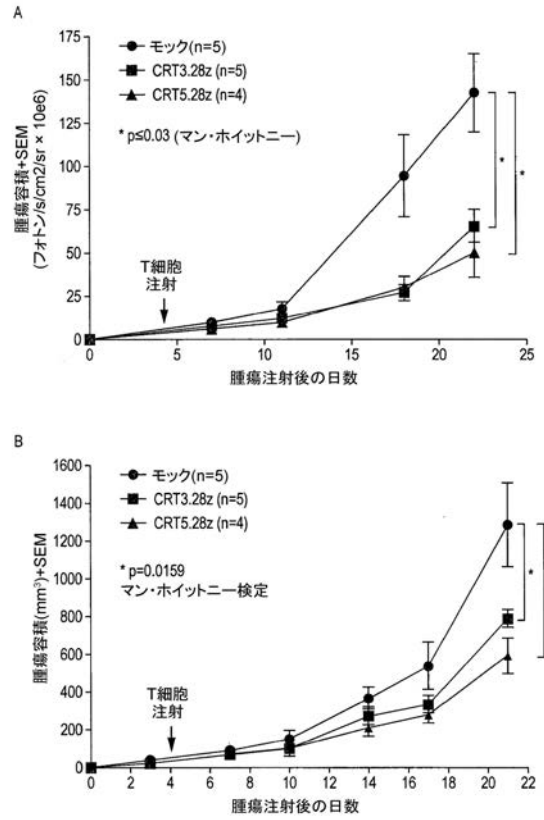 A
モック(n=5)
CRT3.28z (n=5)
CRT5.28z (n=4)
* p≤0.03 (マン・ホイットニー)
腫瘍容積+SEM
(フォトン/s/cm2/sr × 10e6)
175
150
125
100
75
50
25
0
T細胞
注射
* *
0 5 10 15 20 25
腫瘍注射後の日数
B
モック(n=5)
CRT3.28z (n=5)
CRT5.28z (n=4)
* p=0.0159
マン・ホイットニー検定
腫瘍容積(mm³)+SEM
1600
1400
1200
1000
800
600
400
200
0
T細胞
注射
*
0 2 4 6 8 10 12 14 16 18 20 22
腫瘍注射後の日数